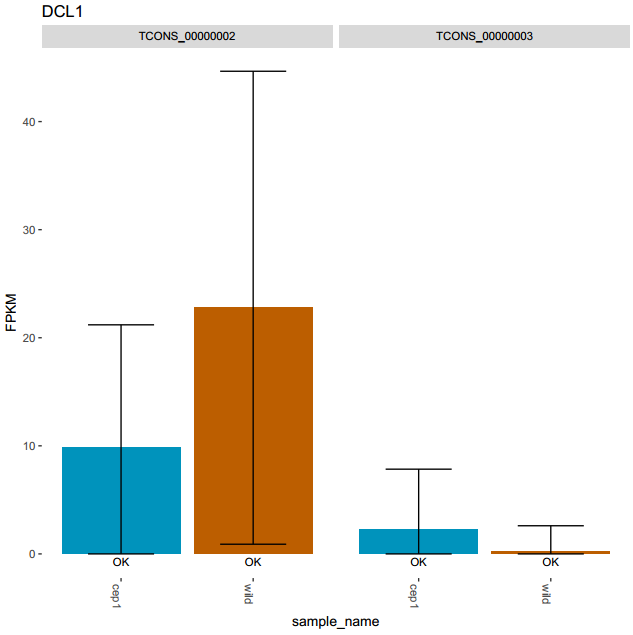 DCL1
TCONS_00000002 TCONS_00000003
40
30
20
10
0
FPKM
OK OK OK OK
cep1 wild cep1 wild
sample_name